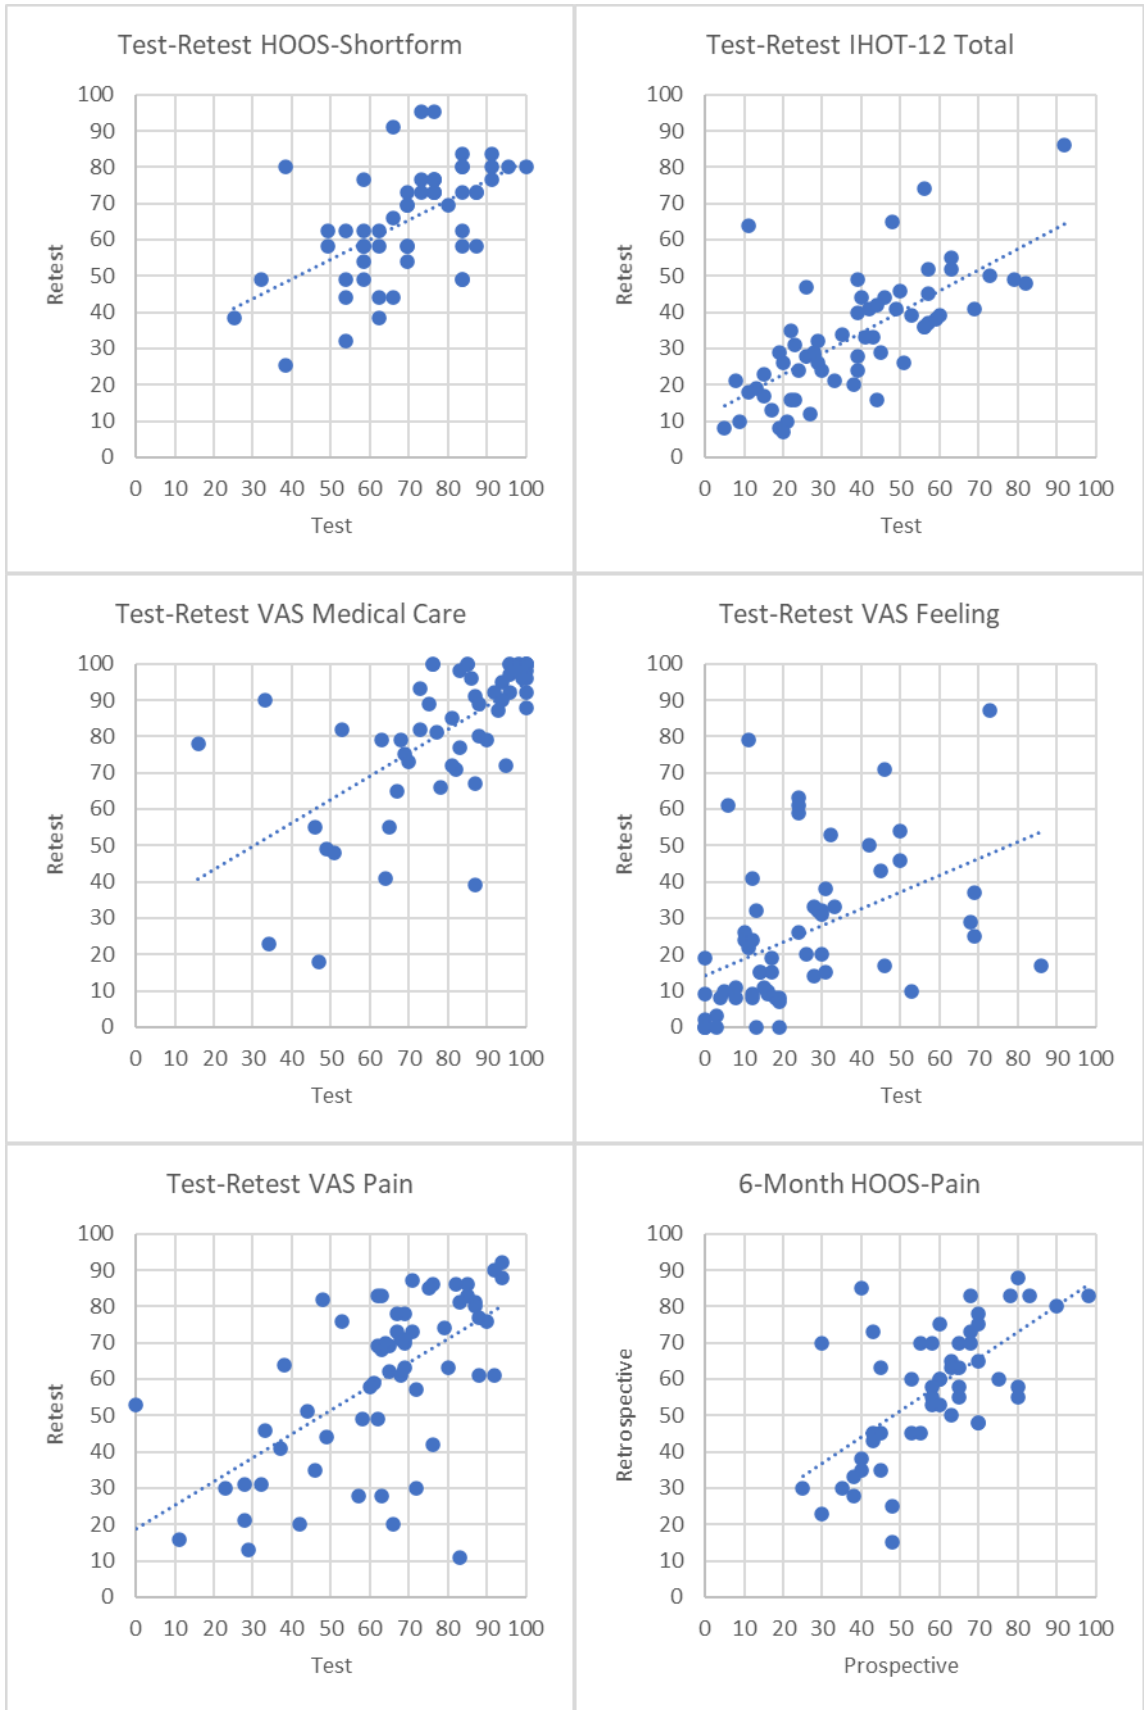 Test-Retest HOOS-Shortform
100
90
80
70
60
50
40
30
20
10
0
Retest
0 10 20 30 40 50 60 70 80 90 100
Test
Test-Retest IHOT-12 Total
100
90
80
70
60
50
40
30
20
10
0
Retest
0 10 20 30 40 50 60 70 80 90 100
Test
Test-Retest VAS Medical Care
100
90
80
70
60
50
40
30
20
10
0
Retest
0 10 20 30 40 50 60 70 80 90 100
Test
Test-Retest VAS Feeling
100
90
80
70
60
50
40
30
20
10
0
Retest
0 10 20 30 40 50 60 70 80 90 100
Test
Test-Retest VAS Pain
100
90
80
70
60
50
40
30
20
10
0
Retest
0 10 20 30 40 50 60 70 80 90 100
Test
6-Month HOOS-Pain
100
90
80
70
60
50
40
30
20
10
0
Retrospective
0 10 20 30 40 50 60 70 80 90 100
Prospective